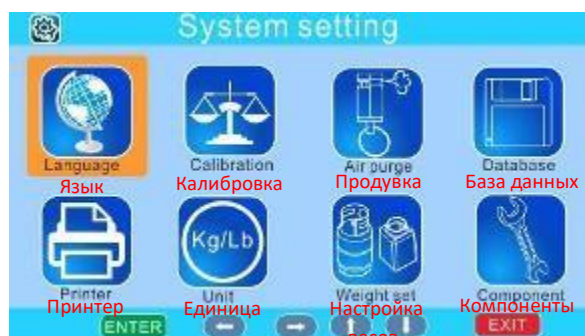 System setting
Language Calibration Air purge Database
Язык Калибровка Продувка База данных
Kg/Lb
Printer Unit Weight set Component
Принтер Единица Настройка Компоненты
ENTER ← → ↑ ↓ EXIT